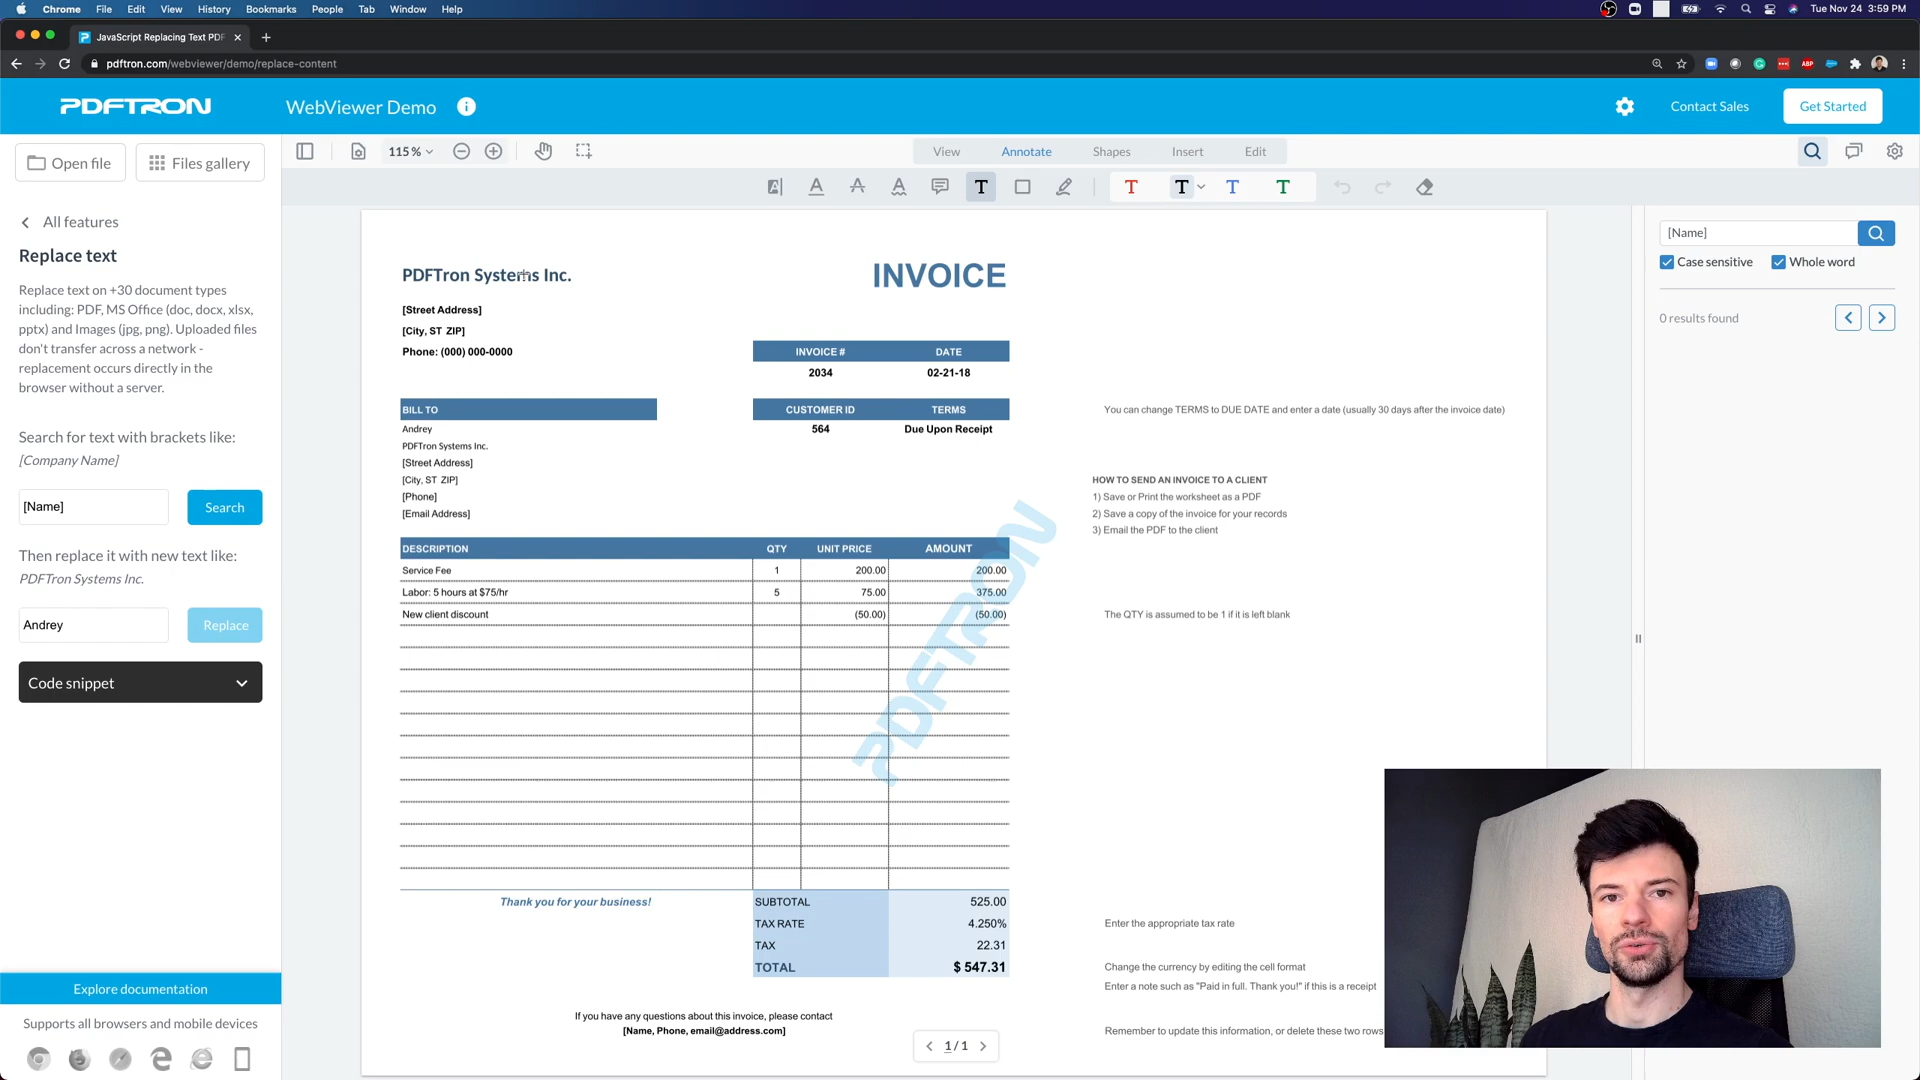 Chrome File Edit View History Bookmarks People Tab Window Help Tue Nov 24 3:59 PM
JavaScript Replacing Text PDF
pdftron.com/webviewer/demo/replace-content
PDFTRON WebViewer Demo Contact Sales Get Started
Open file Files gallery
115 % View Annotate Shapes Insert Edit
All features
Replace text
Replace text on +30 document types
including: PDF, MS Office (doc, docx, xlsx,
pptx) and Images (jpg, png). Uploaded files
don't transfer across a network -
replacement occurs directly in the
browser without a server.
Search for text with brackets like:
[Company Name]
[Name] Search
Then replace it with new text like:
PDFTron Systems Inc.
Andrey Replace
Code snippet
Explore documentation
Supports all browsers and mobile devices
PDFTron Systems Inc. INVOICE
[Street Address]
[City, ST ZIP]
Phone: (000) 000-0000
INVOICE # DATE
2034 02-21-18
BILL TO CUSTOMER ID TERMS
Andrey 564 Due Upon Receipt
PDFTron Systems Inc.
[Street Address]
[City, ST ZIP]
[Phone]
[Email Address]
You can change TERMS to DUE DATE and enter a date (usually 30 days after the invoice date)
HOW TO SEND AN INVOICE TO A CLIENT
1) Save or Print the worksheet as a PDF
2) Save a copy of the invoice for your records
3) Email the PDF to the client
DESCRIPTION QTY UNIT PRICE AMOUNT
Service Fee 1 200.00 200.00
Labor: 5 hours at $75/hr 5 75.00 375.00
New client discount (50.00) (50.00)
The QTY is assumed to be 1 if it is left blank
PDFTRON
Thank you for your business!
SUBTOTAL 525.00
TAX RATE 4.250%
TAX 22.31
TOTAL $ 547.31
Enter the appropriate tax rate
Change the currency by editing the cell format
Enter a note such as "Paid in full. Thank you!" if this is a receipt
If you have any questions about this invoice, please contact
[Name, Phone, email@address.com]
Remember to update this information, or delete these two rows
1 / 1
[Name]
Case sensitive Whole word
0 results found